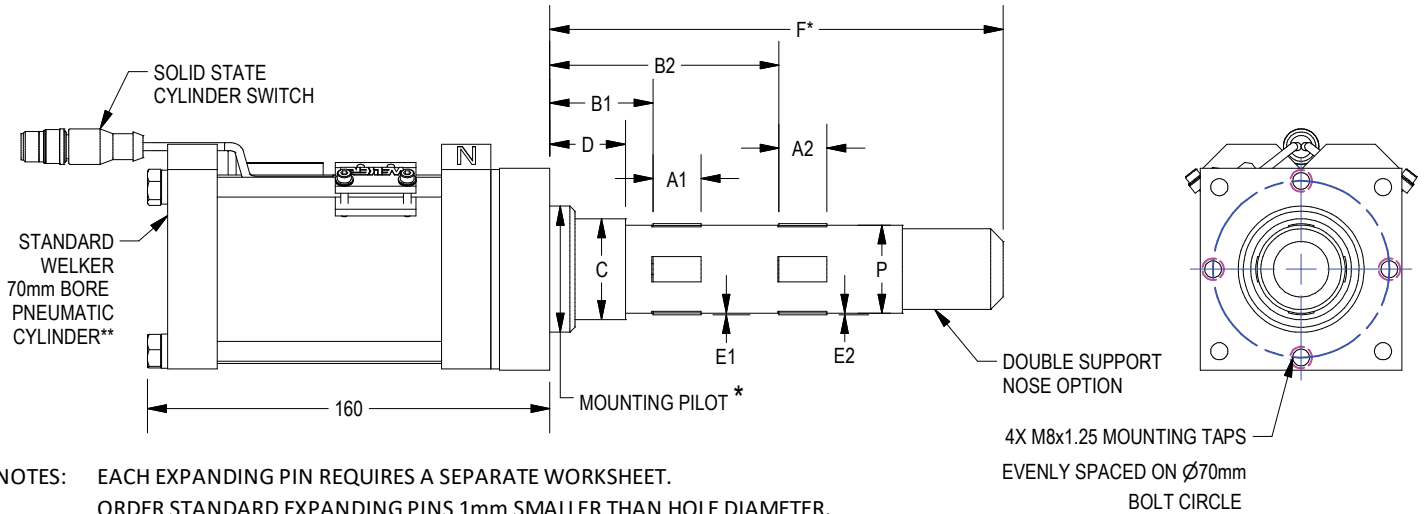 F*
B2
SOLID STATE
CYLINDER SWITCH
B1
D
A2
A1
N
STANDARD
WELKER
70mm BORE
PNEUMATIC
CYLINDER**
C
P
E1
E2
DOUBLE SUPPORT
NOSE OPTION
160
MOUNTING PILOT *
4X M8x1.25 MOUNTING TAPS
EVENLY SPACED ON Ø70mm
BOLT CIRCLE
NOTES: EACH EXPANDING PIN REQUIRES A SEPARATE WORKSHEET.
ORDER STANDARD EXPANDING PINS 1mm SMALLER THAN HOLE DIAMETER.